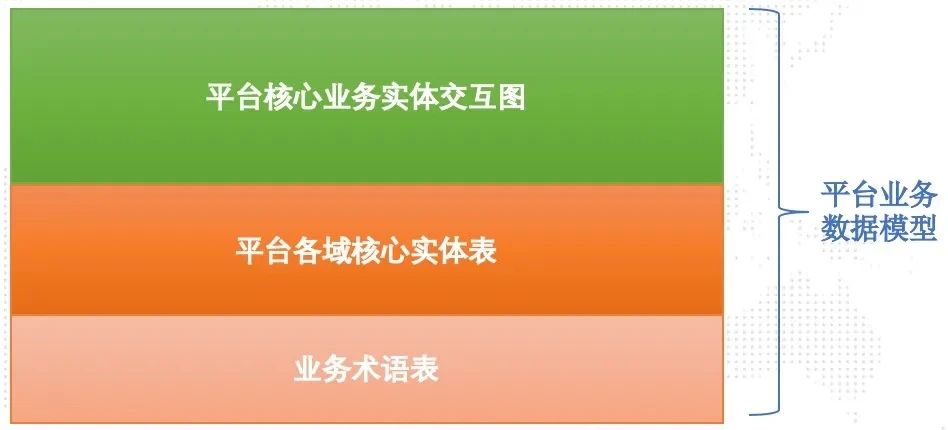 平台核心业务实体交互图
平台各域核心实体表
业务术语表
平台业务
数据模型